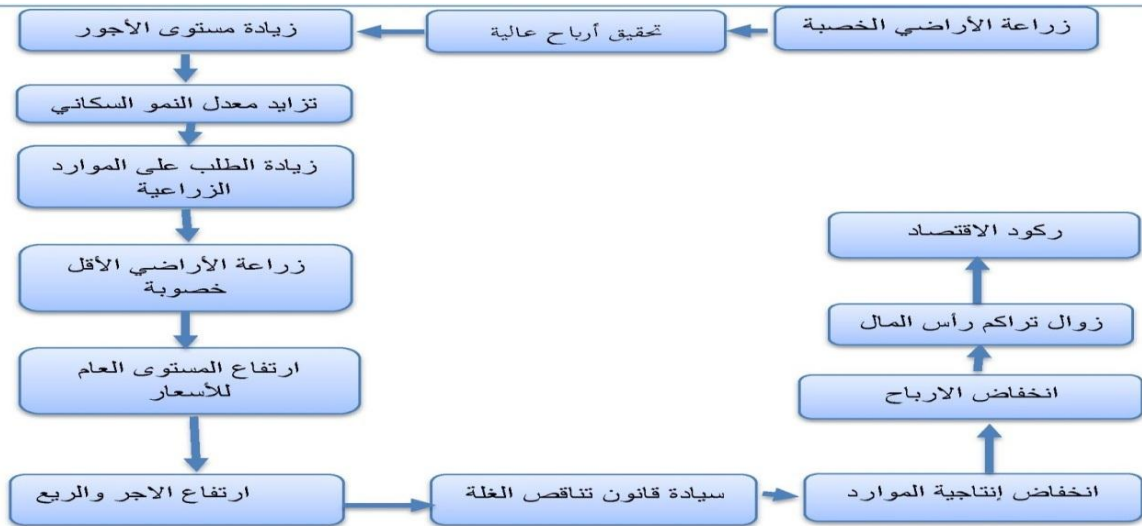 زراعة الأراضي الخصبة
تحقيق أرباح عالية
زيادة مستوى الأجور
تزايد معدل النمو السكاني
زيادة الطلب على الموارد
الزراعية
زراعة الأراضي الأقل
خصوبة
ارتفاع المستوى العام
للأسعار
ارتفاع الاجر والريع
سيادة قانون تناقص الغلة
انخفاض إنتاجية الموارد
انخفاض الارباح
زوال تراكم رأس المال
ركود الاقتصاد